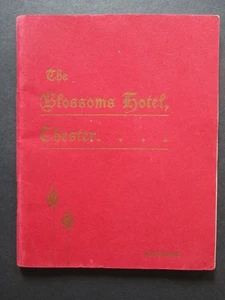 The
Blossoms Hotel,
Chester. . . .